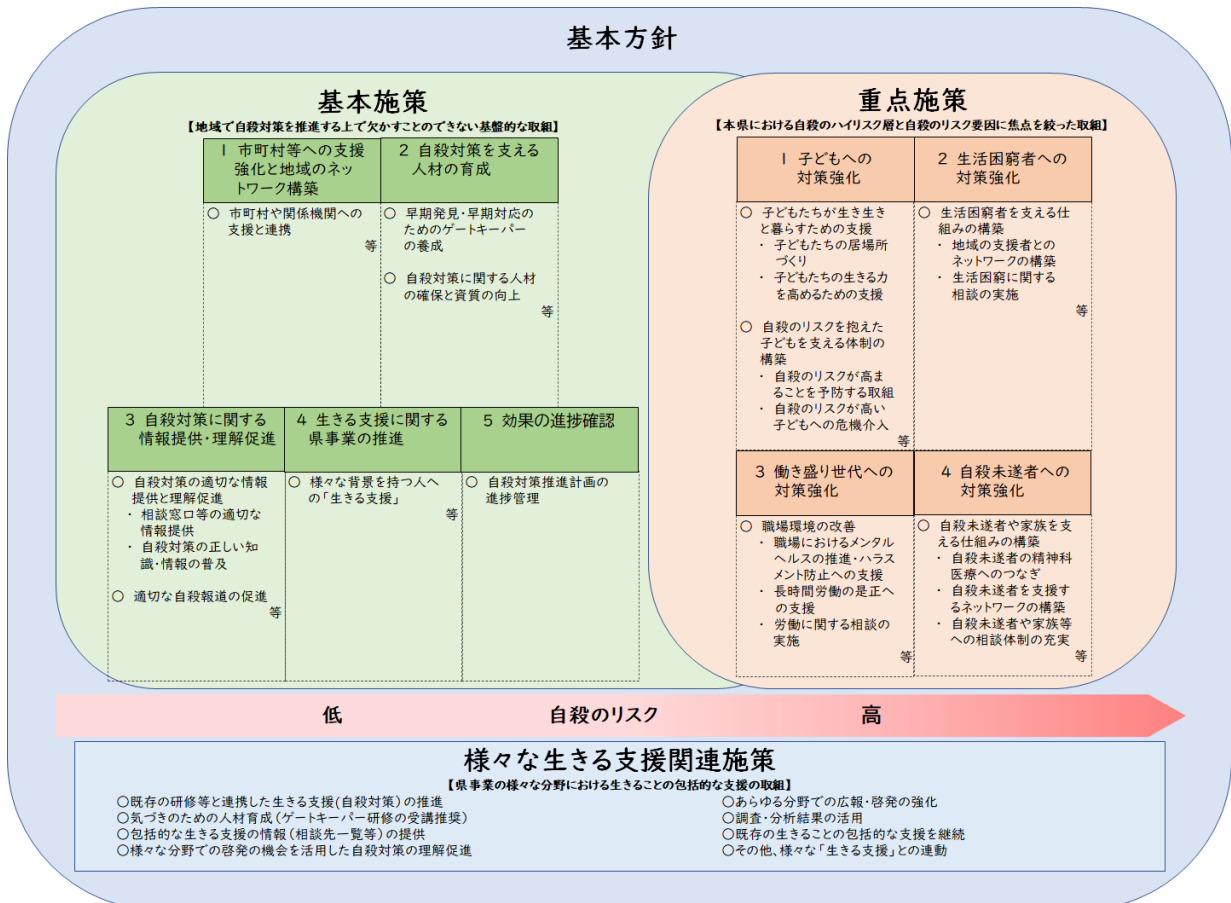 基本方針
基本施策
【地域で自殺対策を推進する上で欠かすことのできない基盤的な取組】
1 市町村等への支援
強化と地域のネッ
トワーク構築
○ 市町村や関係機関への
支援と連携
等
2 自殺対策を支える
人材の育成
○ 早期発見・早期対応の
ためのゲートキーパー
の養成
○ 自殺対策に関する人材
の確保と資質の向上
等
3 自殺対策に関する
情報提供・理解促進
○ 自殺対策の適切な情報
提供と理解促進
・ 相談窓口等の適切な
情報提供
・ 自殺対策の正しい知
識・情報の普及
○ 適切な自殺報道の促進
等
4 生きる支援に関する
県事業の推進
○ 様々な背景を持つ人へ
の「生きる支援」
等
5 効果の進捗確認
○ 自殺対策推進計画の
進捗管理
重点施策
【本県における自殺のハイリスク層と自殺のリスク要因に焦点を絞った取組】
1 子どもへの
対策強化
○ 子どもたちが生き生き
と暮らすための支援
・ 子どもたちの居場所
づくり
・ 子どもたちの生きる力
を高めるための支援
○ 自殺のリスクを抱えた
子どもを支える体制の
構築
・ 自殺のリスクが高ま
ることを予防する取組
・ 自殺のリスクが高い
子どもへの危機介入
等
2 生活困窮者への
対策強化
○ 生活困窮者を支える仕
組みの構築
・ 地域の支援者との
ネットワークの構築
・ 生活困窮に関する
相談の実施
等
3 働き盛り世代への
対策強化
○ 職場環境の改善
・ 職場におけるメンタル
ヘルスの推進・ハラス
メント防止への支援
・ 長時間労働の是正へ
の支援
・ 労働に関する相談の
実施
等
4 自殺未遂者への
対策強化
○ 自殺未遂者や家族を支
える仕組みの構築
・ 自殺未遂者の精神科
医療へのつなぎ
・ 自殺未遂者を支援す
るネットワークの構築
・ 自殺未遂者や家族等
への相談体制の充実
等
低 自殺のリスク 高
様々な生きる支援関連施策
【県事業の様々な分野における生きることの包括的な支援の取組】
○既存の研修等と連携した生きる支援(自殺対策)の推進
○気づきのための人材育成(ゲートキーパー研修の受講推奨)
○包括的な生きる支援の情報(相談先一覧等)の提供
○様々な分野での啓発の機会を活用した自殺対策の理解促進
○あらゆる分野での広報・啓発の強化
○調査・分析結果の活用
○既存の生きることの包括的な支援を継続
○その他、様々な「生きる支援」との連動